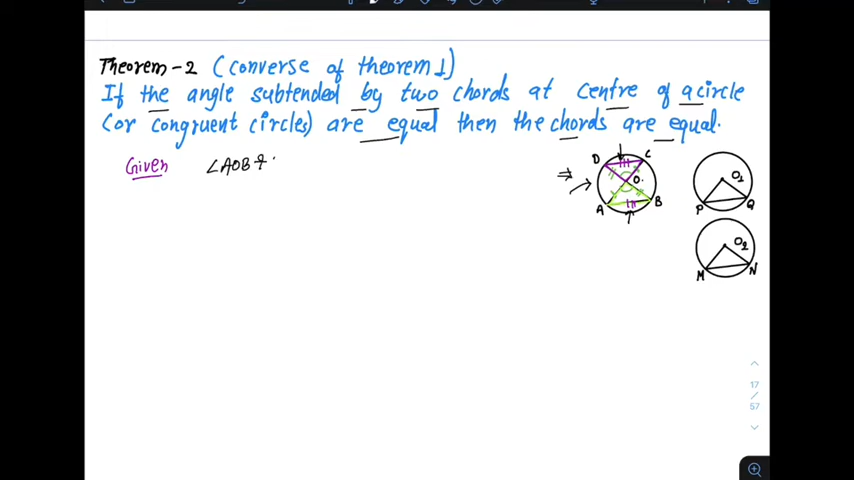 Theorem-2 (converse of theorem 1)
If the angle subtended by two chords at centre of a circle
(or congruent circles) are equal then the chords are equal.
Given ∠AOB
D C
O
A B
O1
P Q
O2
M N
17
/
57